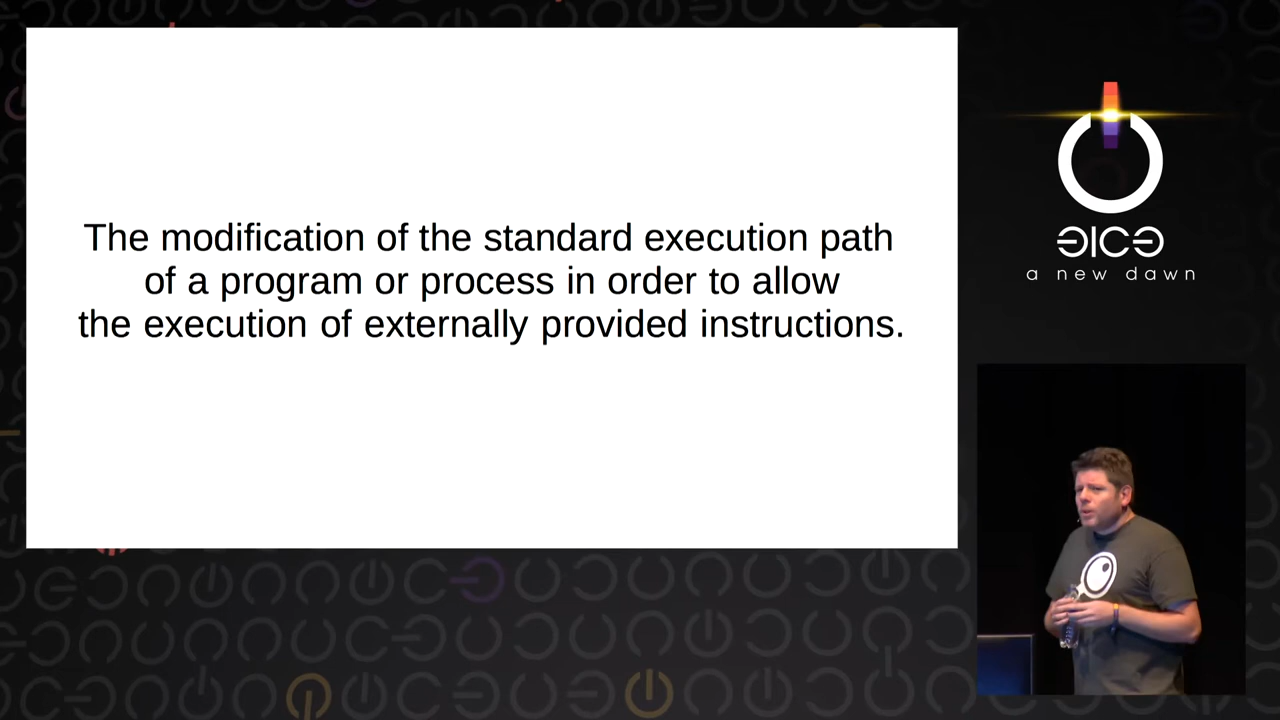 The modification of the standard execution path
of a program or process in order to allow
the execution of externally provided instructions.
31C3
a new dawn